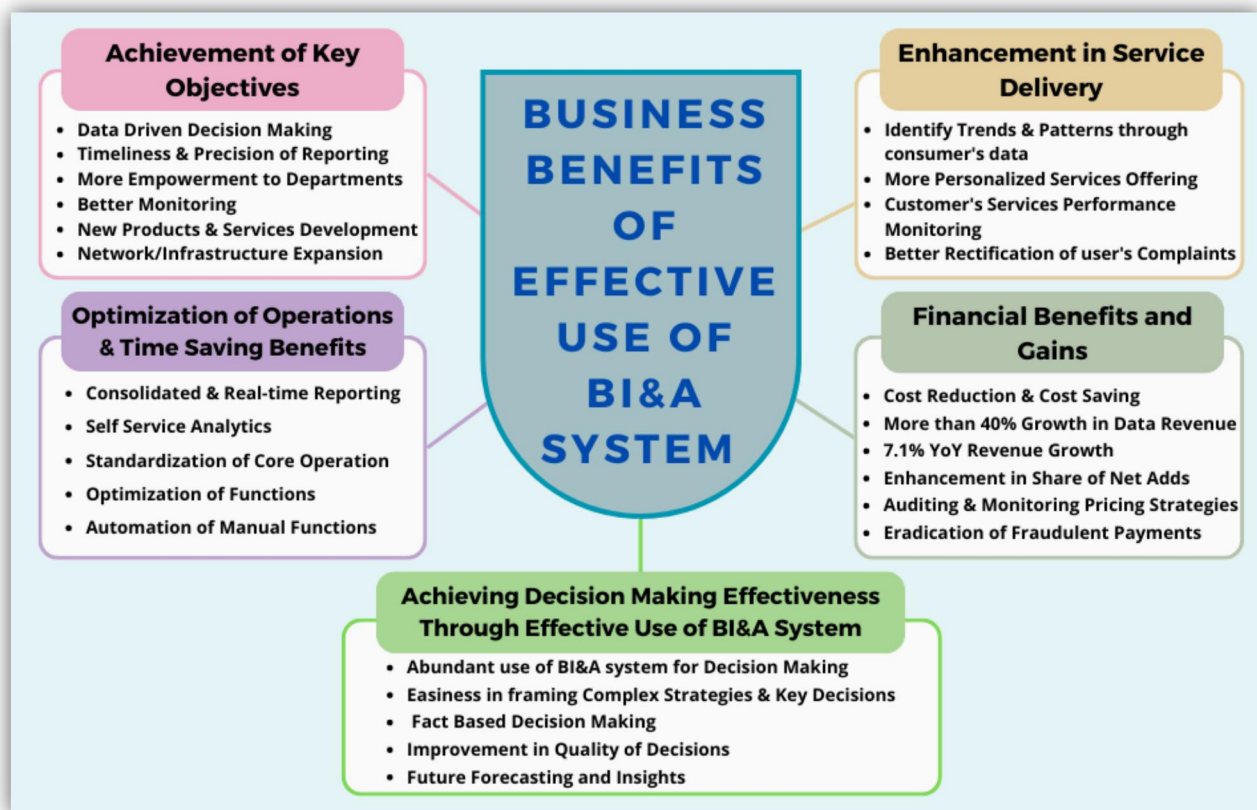 Achievement of Key
Objectives
• Data Driven Decision Making
• Timeliness & Precision of Reporting
• More Empowerment to Departments
• Better Monitoring
• New Products & Services Development
• Network/Infrastructure Expansion
Optimization of Operations
& Time Saving Benefits
• Consolidated & Real-time Reporting
• Self Service Analytics
• Standardization of Core Operation
• Optimization of Functions
• Automation of Manual Functions
BUSINESS
BENEFITS
OF
EFFECTIVE
USE OF
BI&A
SYSTEM
Enhancement in Service
Delivery
• Identify Trends & Patterns through
consumer's data
• More Personalized Services Offering
• Customer's Services Performance
Monitoring
• Better Rectification of user's Complaints
Financial Benefits and
Gains
• Cost Reduction & Cost Saving
• More than 40% Growth in Data Revenue
• 7.1% YoY Revenue Growth
• Enhancement in Share of Net Adds
• Auditing & Monitoring Pricing Strategies
• Eradication of Fraudulent Payments
Achieving Decision Making Effectiveness
Through Effective Use of BI&A System
• Abundant use of BI&A system for Decision Making
• Easiness in framing Complex Strategies & Key Decisions
• Fact Based Decision Making
• Improvement in Quality of Decisions
• Future Forecasting and Insights